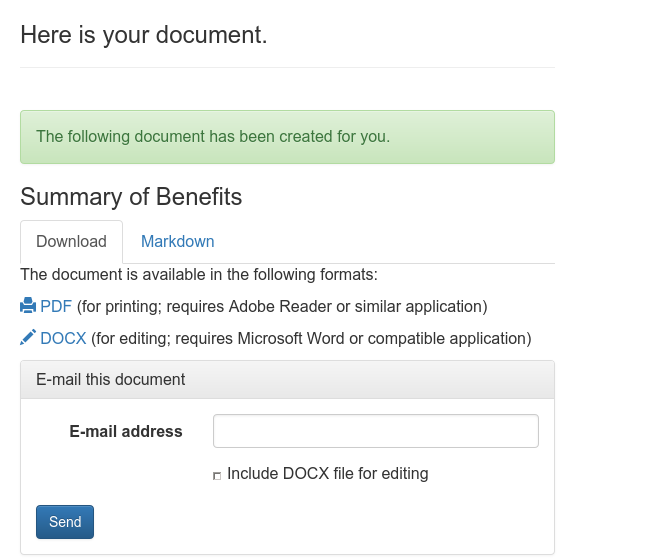 Here is your document.
The following document has been created for you.
Summary of Benefits
Download Markdown
The document is available in the following formats:
PDF (for printing; requires Adobe Reader or similar application)
DOCX (for editing; requires Microsoft Word or compatible application)
E-mail this document
E-mail address
Include DOCX file for editing
Send